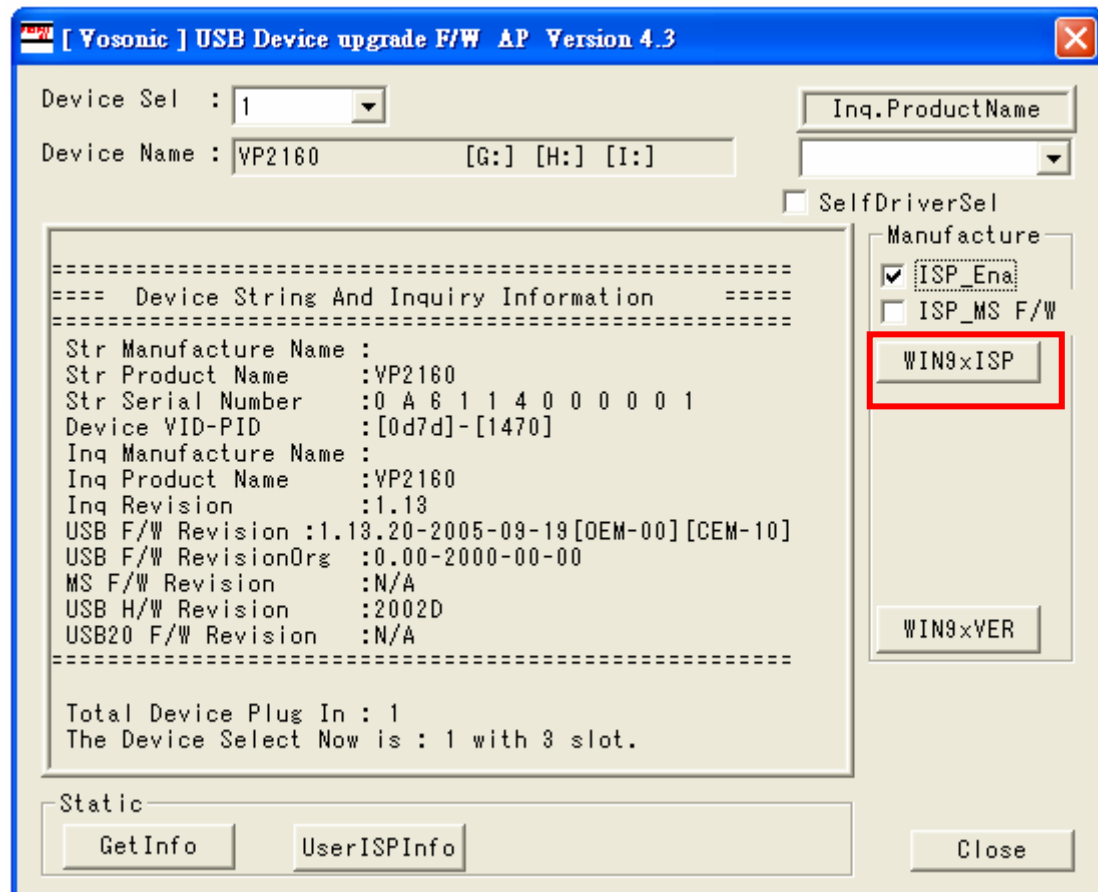 [ Vosonic ] USB Device upgrade F/W AP Version 4.3
Device Sel : 1
Inq.ProductName
Device Name : VP2160 [G:] [H:] [I:]
SelfDriverSel
Manufacture
ISP_Ena
ISP_MS F/W
WIN9xISP
WIN9xVER
=====================================================
==== Device String And Inquiry Information =====
=====================================================
Str Manufacture Name :
Str Product Name :VP2160
Str Serial Number :0 A 6 1 1 4 0 0 0 0 0 1
Device VID-PID :[0d7d]-[1470]
Inq Manufacture Name :
Inq Product Name :VP2160
Inq Revision :1.13
USB F/W Revision :1.13.20-2005-09-19[OEM-00][CEM-10]
USB F/W RevisionOrg :0.00-2000-00-00
MS F/W Revision :N/A
USB H/W Revision :2002D
USB20 F/W Revision :N/A
=====================================================
Total Device Plug In : 1
The Device Select Now is : 1 with 3 slot.
Static
GetInfo
UserISPInfo
Close